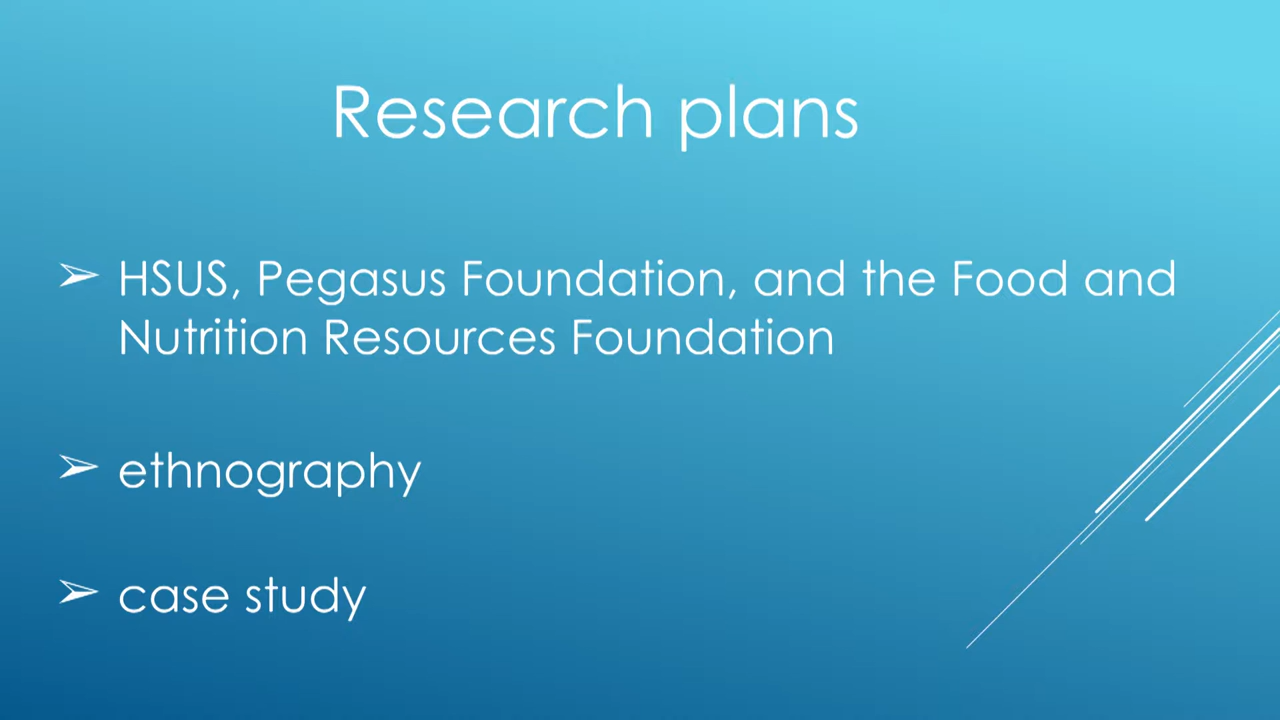 Research plans
➢ HSUS, Pegasus Foundation, and the Food and
Nutrition Resources Foundation
➢ ethnography
➢ case study